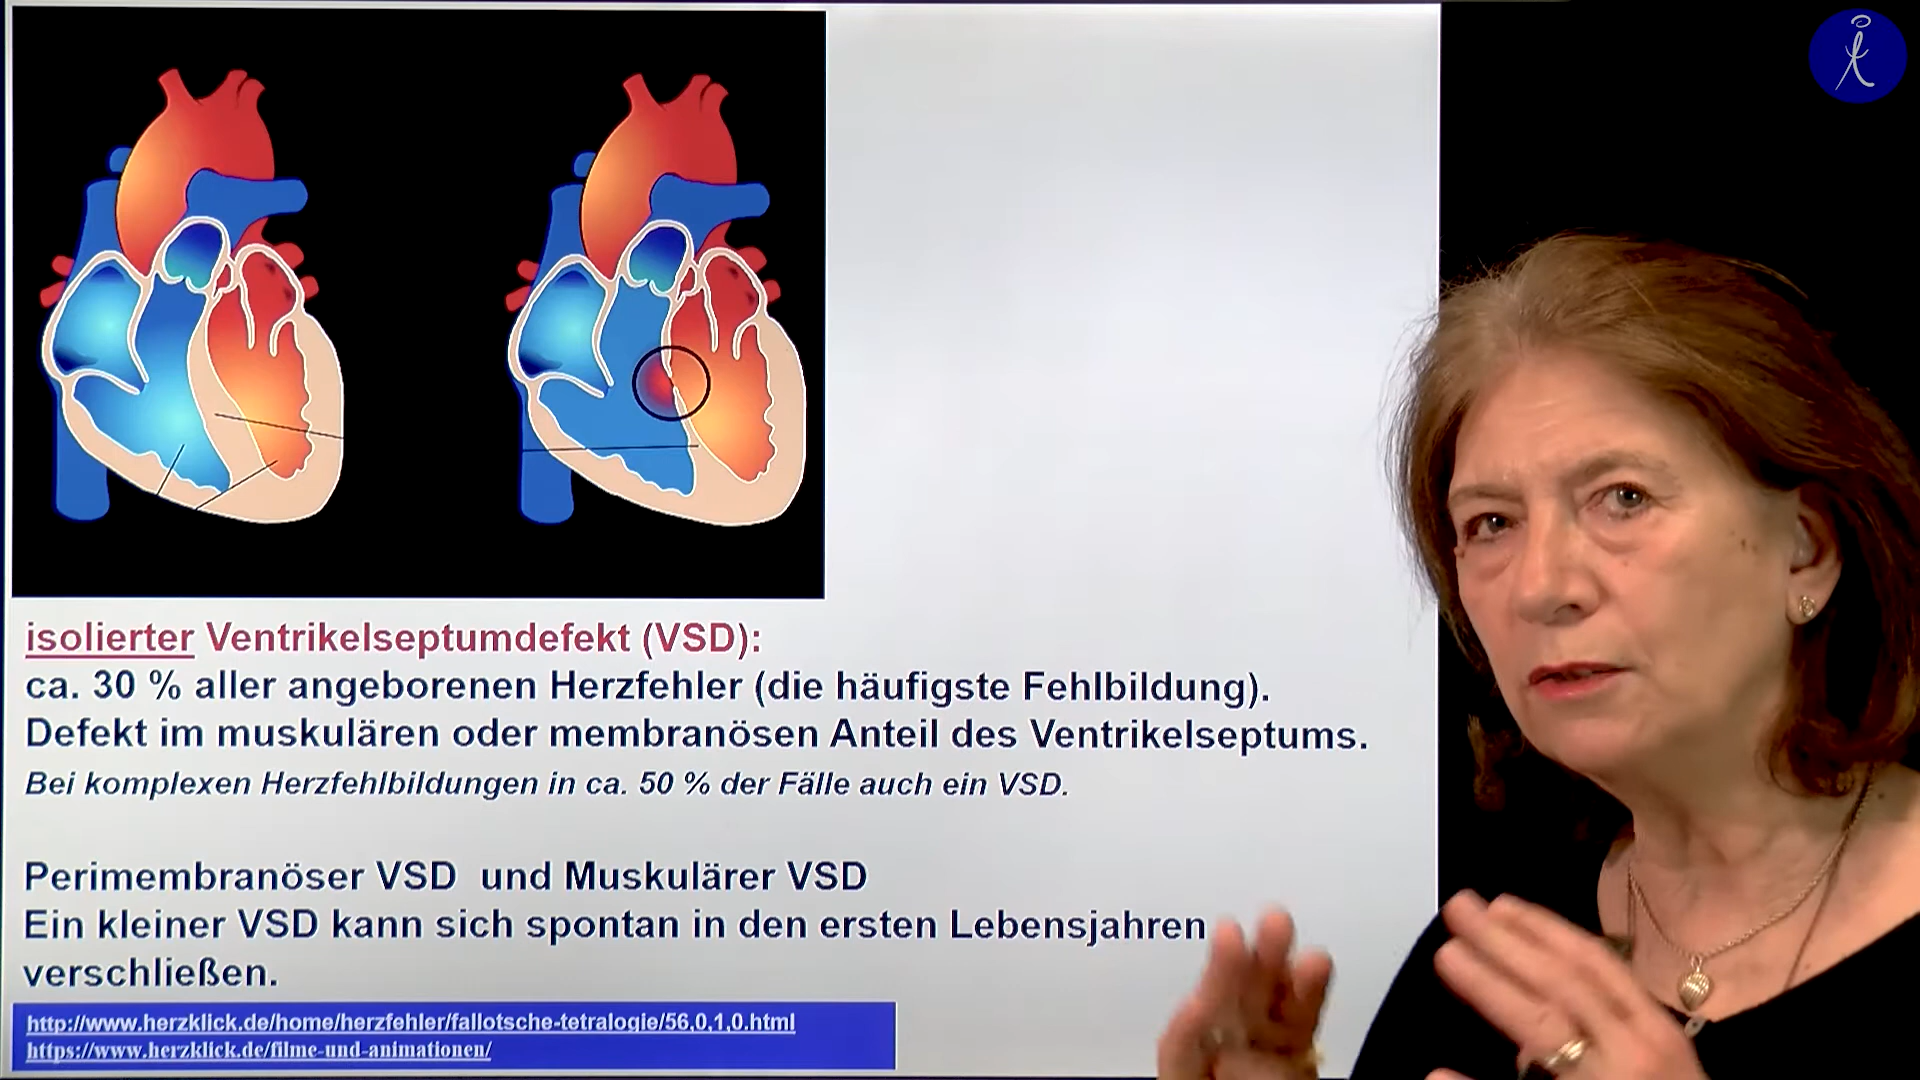 isolierter Ventrikelseptumdefekt (VSD):
ca. 30 % aller angeborenen Herzfehler (die häufigste Fehlbildung).
Defekt im muskulären oder membranösen Anteil des Ventrikelseptums.
Bei komplexen Herzfehlbildungen in ca. 50 % der Fälle auch ein VSD.
Perimembranöser VSD und Muskulärer VSD
Ein kleiner VSD kann sich spontan in den ersten Lebensjahren
verschließen.
http://www.herzklick.de/home/herzfehler/fallotsche-tetralogie/56,0,1,0.html
https://www.herzklick.de/filme-und-animationen/